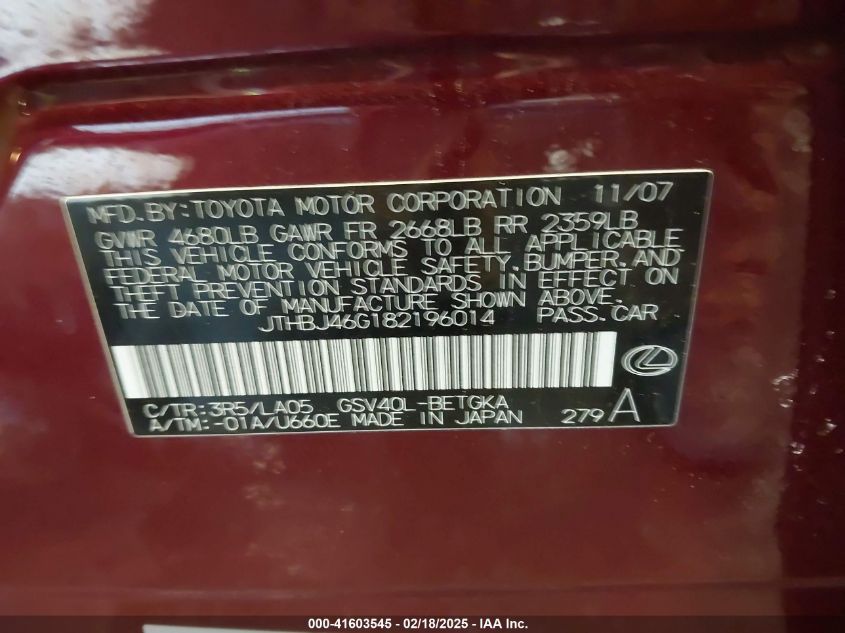 MFD.BY:TOYOTA MOTOR CORPORATION 11/07
GVWR 4680LB GAWR FR 2668LB RR 2359LB
THIS VEHICLE CONFORMS TO ALL APPLICABLE
FEDERAL MOTOR VEHICLE SAFETY,BUMPER,AND
THEFT PREVENTION STANDARDS IN EFFECT ON
THE DATE OF MANUFACTURE SHOWN ABOVE.
JTHBJ46G182196014 PASS.CAR
C/TR:3R5/LA05 GSV40L-BETGKA
A/TM:-01A/U660E MADE IN JAPAN 279A
000-41603545 - 02/18/2025 - IAA Inc.